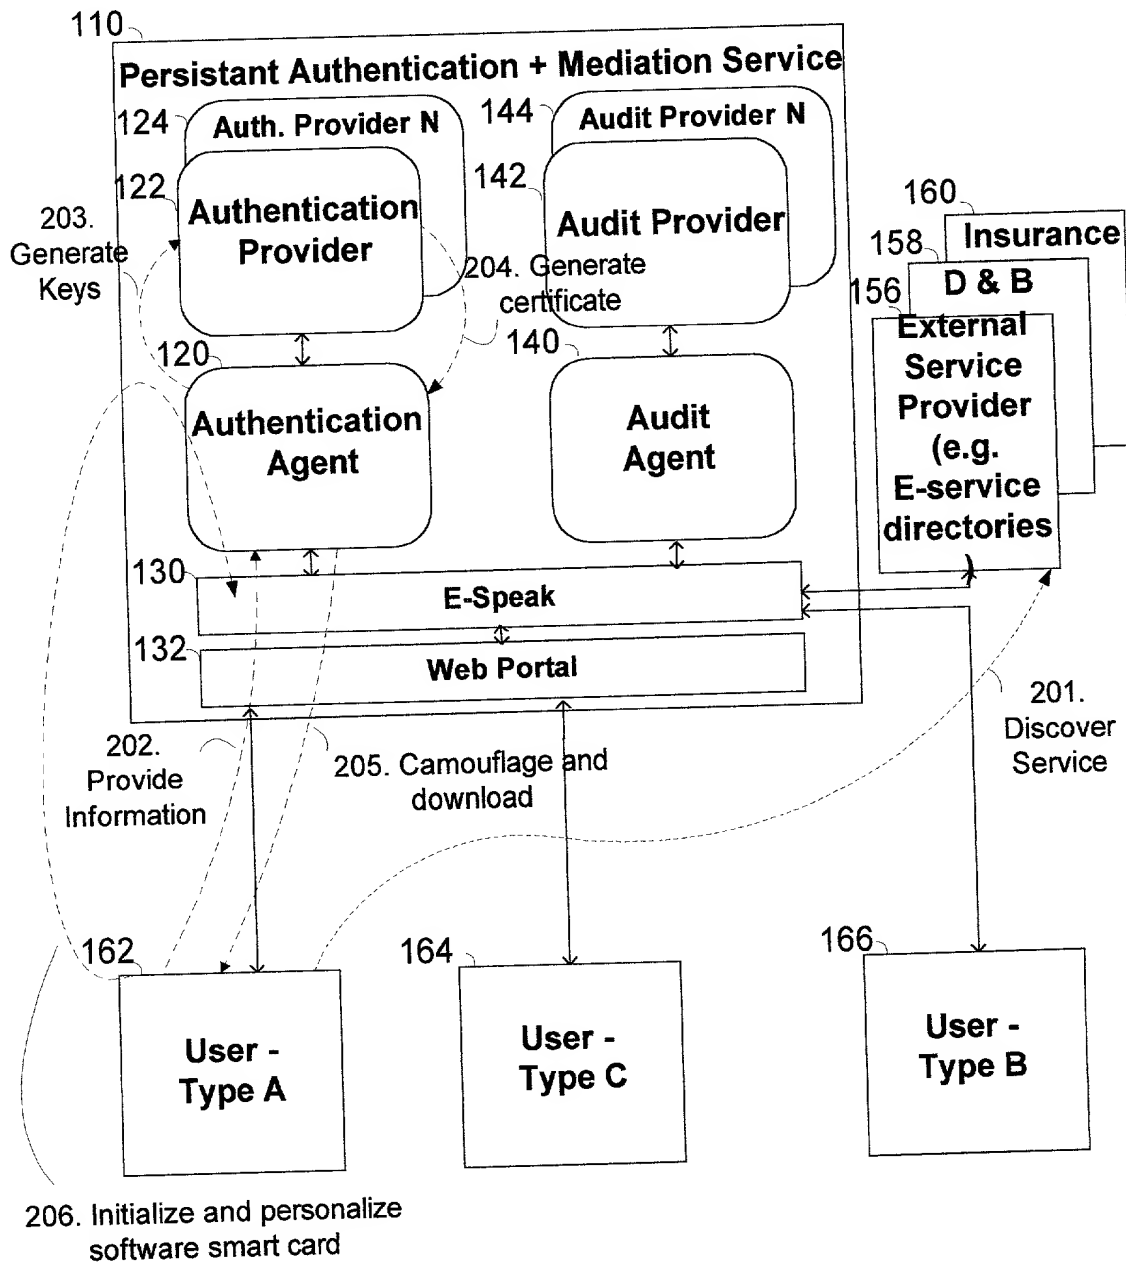 110
Persistant Authentication + Mediation Service
124
Auth. Provider N
144
Audit Provider N
122
Authentication
Provider
142
Audit Provider
203.
Generate
Keys
204. Generate
certificate
160
Insurance
158
D & B
156
External
Service
Provider
(e.g.
E-service
directories
)
120
Authentication
Agent
140
Audit
Agent
130
E-Speak
132
Web Portal
201.
Discover
Service
202.
Provide
Information
205. Camouflage and
download
162
User -
Type A
164
User -
Type C
166
User -
Type B
206. Initialize and personalize
software smart card